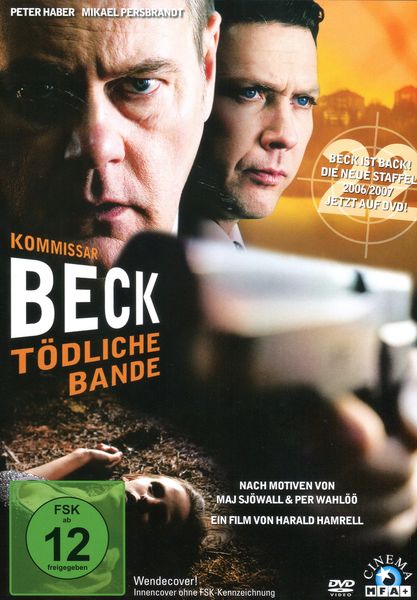 PETER HABER MIKAEL PERSBRANDT
23
BECK IST BACK!
DIE NEUE STAFFEL
2006/2007
JETZT AUF DVD!
KOMMISSAR
BECK
TÖDLICHE
BANDE
NACH MOTIVEN VON
MAJ SJÖWALL & PER WAHLÖÖ
EIN FILM VON HARALD HAMRELL
FSK
ab
12
freigegeben
Wendecover!
Innencover ohne FSK-Kennzeichnung
DVD
VIDEO
CINEMA
MFA+